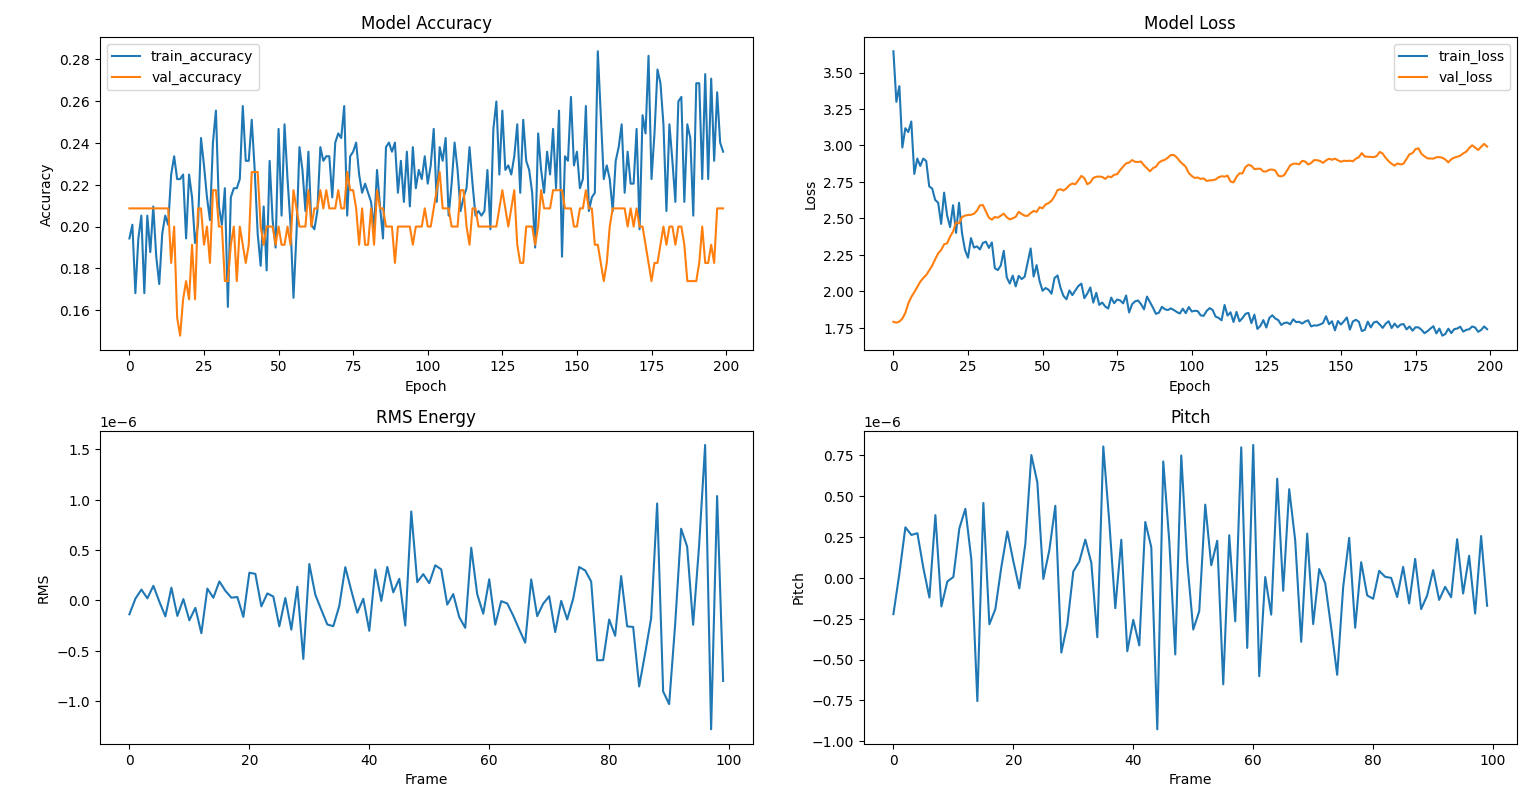 Model Accuracy
train_accuracy
val_accuracy
0.28
0.26
0.24
0.22
0.20
0.18
0.16
Accuracy
0 25 50 75 100 125 150 175 200
Epoch
Model Loss
train_loss
val_loss
3.50
3.25
3.00
2.75
2.50
2.25
2.00
1.75
Loss
0 25 50 75 100 125 150 175 200
Epoch
RMS Energy
1e−6
1.5
1.0
0.5
0.0
−0.5
−1.0
RMS
0 20 40 60 80 100
Frame
Pitch
1e−6
0.75
0.50
0.25
0.00
−0.25
−0.50
−0.75
−1.00
Pitch
0 20 40 60 80 100
Frame